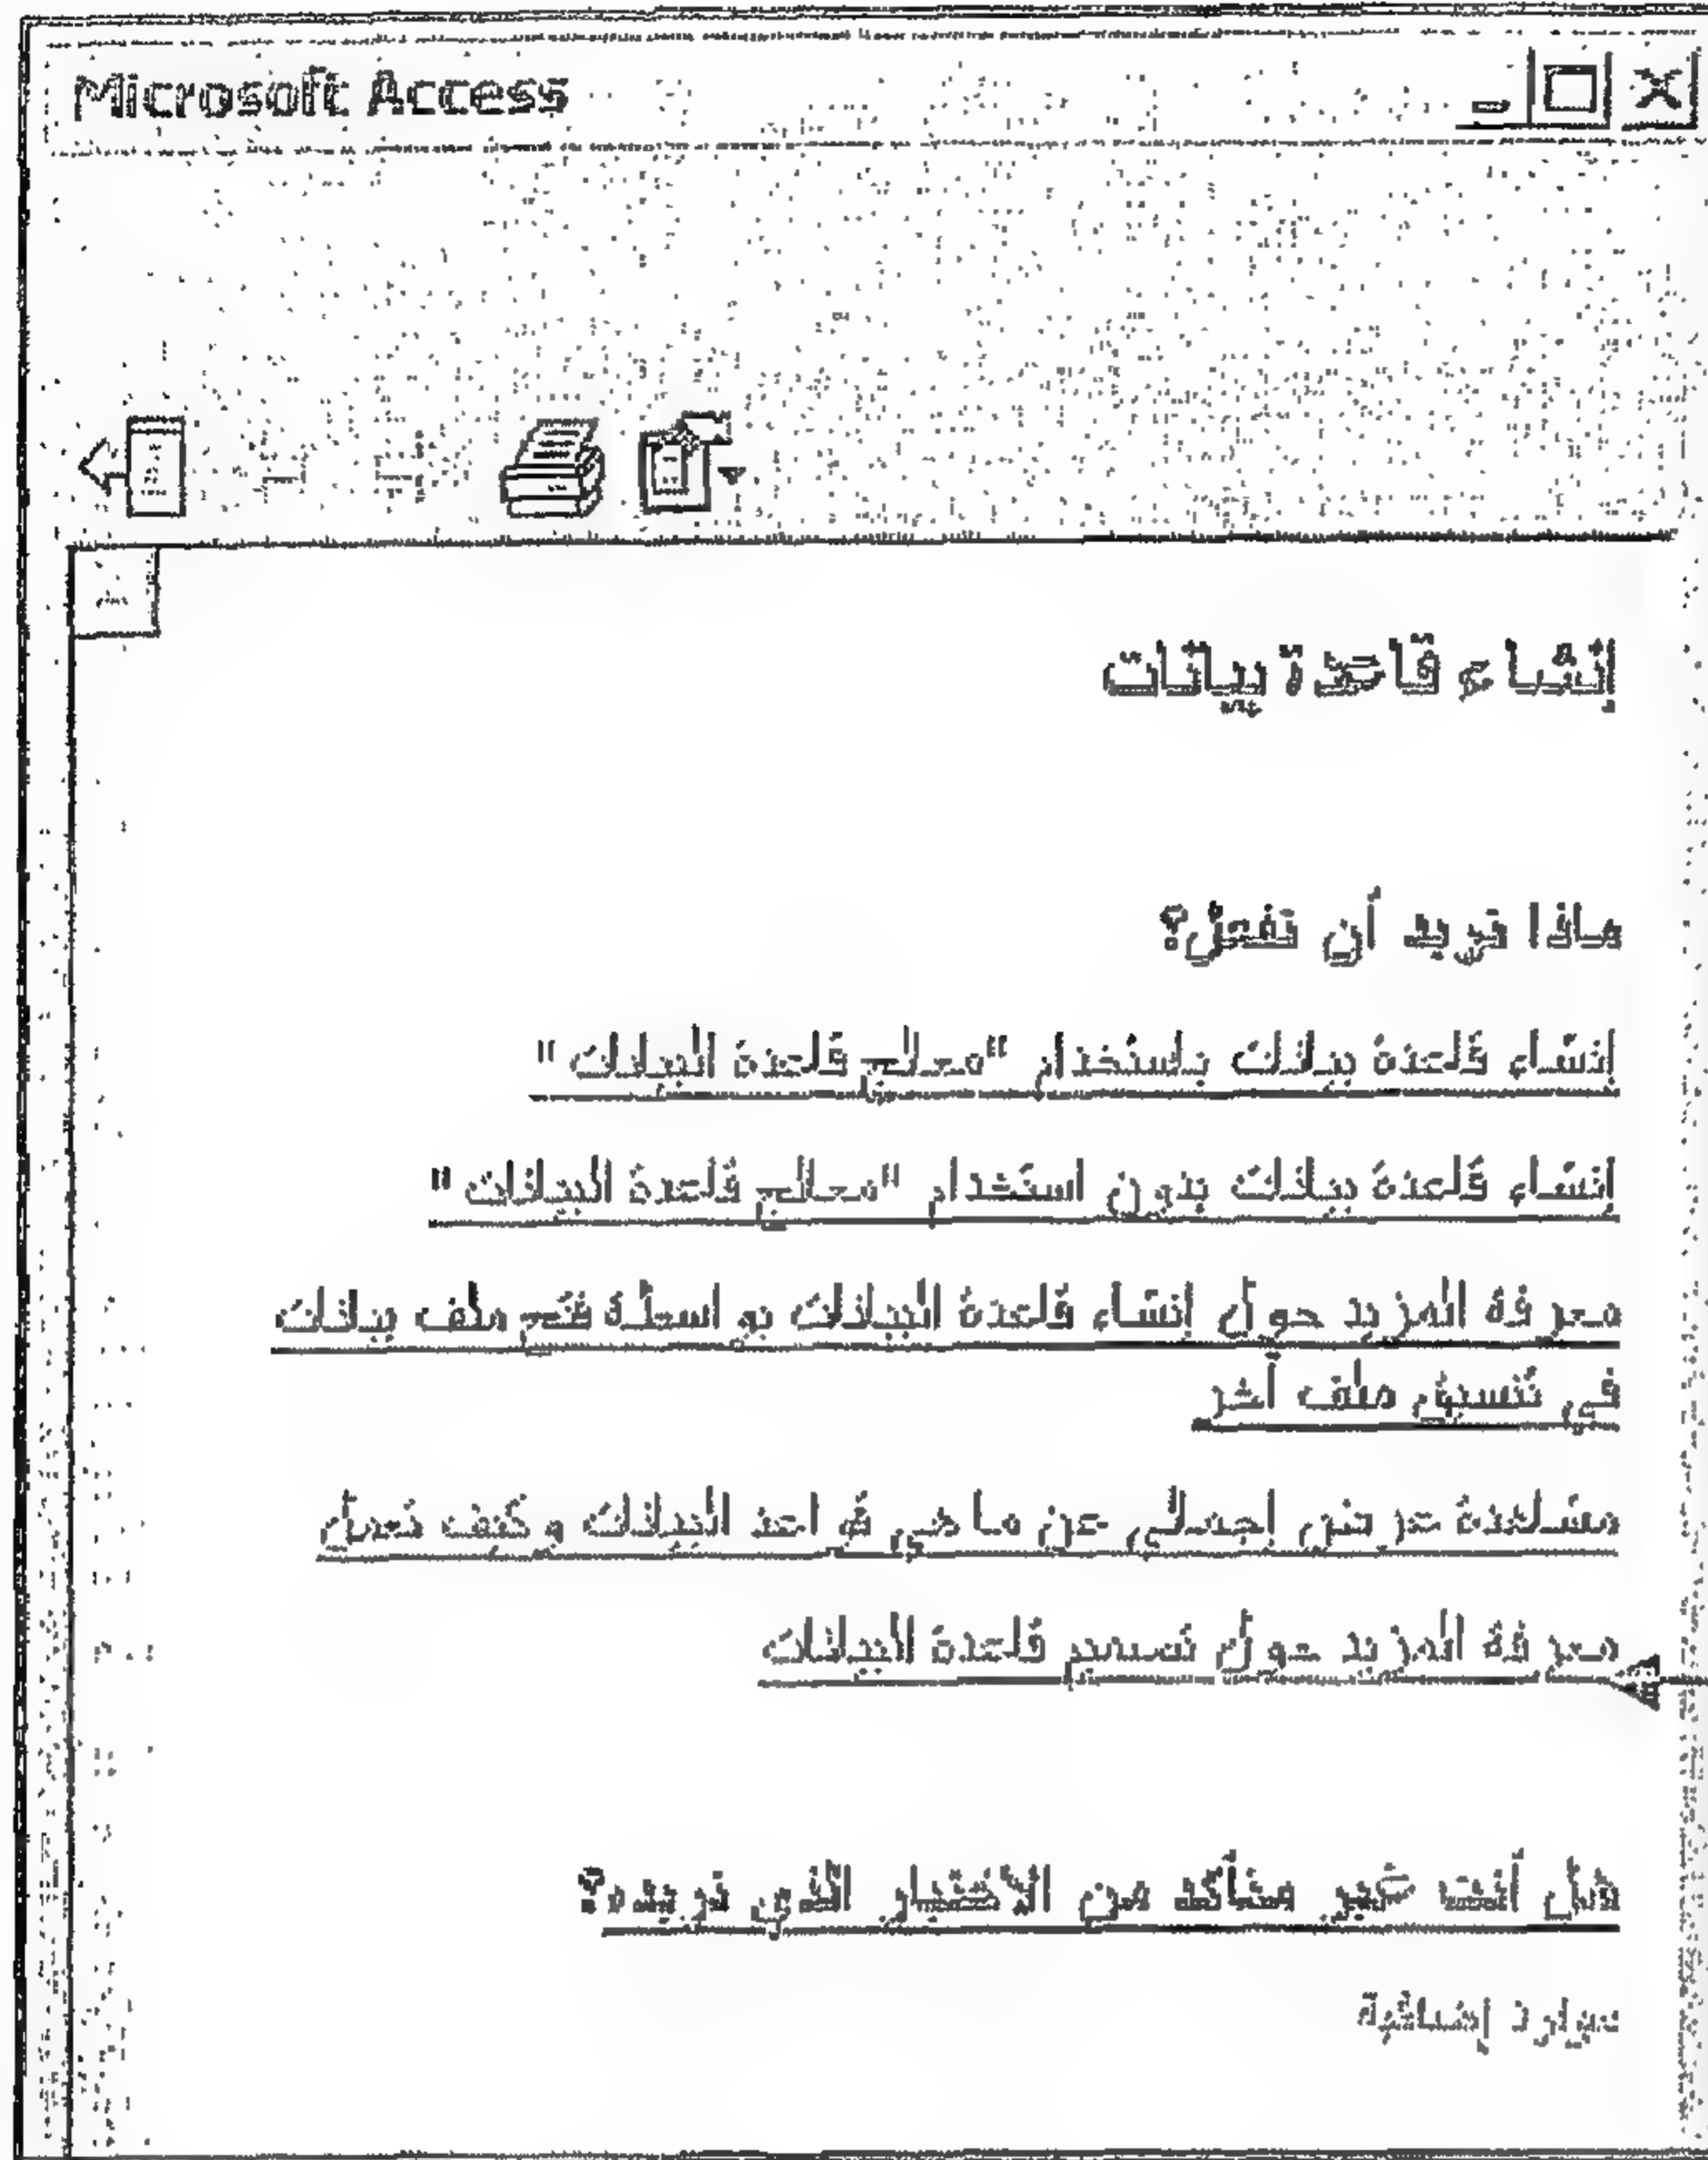 Microsoft Access
إنشاء قاعدة بيانات
ماذا تريد أن تفعل؟
إنشاء قاعدة بيانات باستخدام "معالج قاعدة البيانات"
إنشاء قاعدة بيانات بدون استخدام "معالج قاعدة البيانات"
معرفة المزيد حول إنشاء قاعدة البيانات بواسطة فتح ملف بيانات
في تنسيق ملف آخر
مشاهدة عرض إجمالي عن ما هي قواعد البيانات وكيف تعمل
معرفة المزيد حول تصميم قاعدة البيانات
هل أنت غير متأكد من الاختيار الذي تريده؟
موارد إضافية